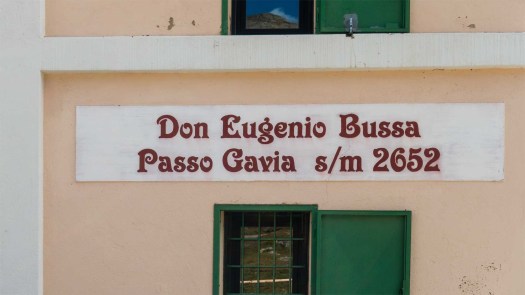 Don Eugenio Bussa
Passo Gavia s/m 2652